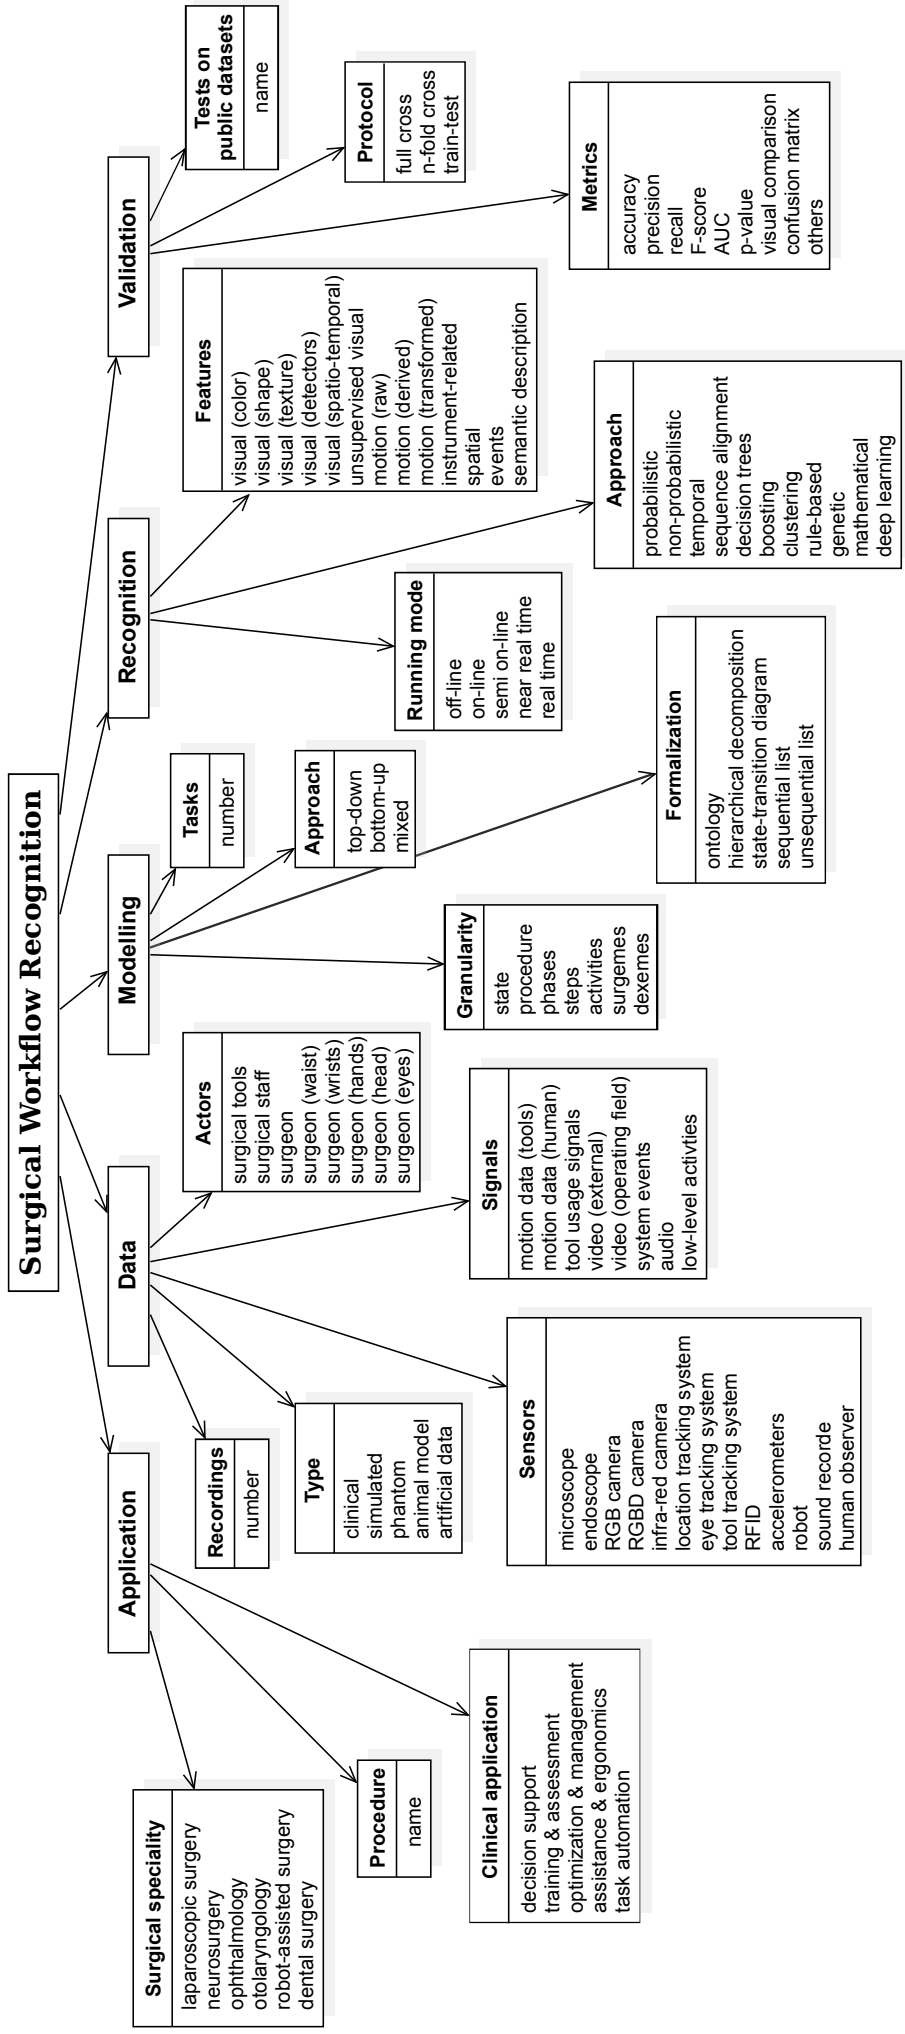 Surgical Workflow Recognition
Application
Surgical speciality
laparoscopic surgery
neurosurgery
ophthalmology
otolaryngology
robot-assisted surgery
dental surgery
Procedure
name
Clinical application
decision support
training & assessment
optimization & management
assistance & ergonomics
task automation
Data
Recordings
number
Type
clinical
simulated
phantom
animal model
artificial data
Sensors
microscope
endoscope
RGB camera
RGBD camera
infra-red camera
location tracking system
eye tracking system
tool tracking system
RFID
accelerometers
robot
sound recorde
human observer
Signals
motion data (tools)
motion data (human)
tool usage signals
video (external)
video (operating field)
system events
audio
low-level activties
Actors
surgical tools
surgical staff
surgeon
surgeon (waist)
surgeon (wrists)
surgeon (hands)
surgeon (head)
surgeon (eyes)
Modelling
Granularity
state
procedure
phases
steps
activities
surgemes
dexemes
Formalization
ontology
hierarchical decomposition
state-transition diagram
sequential list
unsequential list
Approach
top-down
bottom-up
mixed
Tasks
number
Recognition
Running mode
off-line
on-line
semi on-line
near real time
real time
Approach
probabilistic
non-probabilistic
temporal
sequence alignment
decision trees
boosting
clustering
rule-based
genetic
mathematical
deep learning
Features
visual (color)
visual (shape)
visual (texture)
visual (detectors)
visual (spatio-temporal)
unsupervised visual
motion (raw)
motion (derived)
motion (transformed)
instrument-related
spatial
events
semantic description
Validation
Metrics
accuracy
precision
recall
F-score
AUC
p-value
visual comparison
confusion matrix
others
Protocol
full cross
n-fold cross
train-test
Tests on
public datasets
name